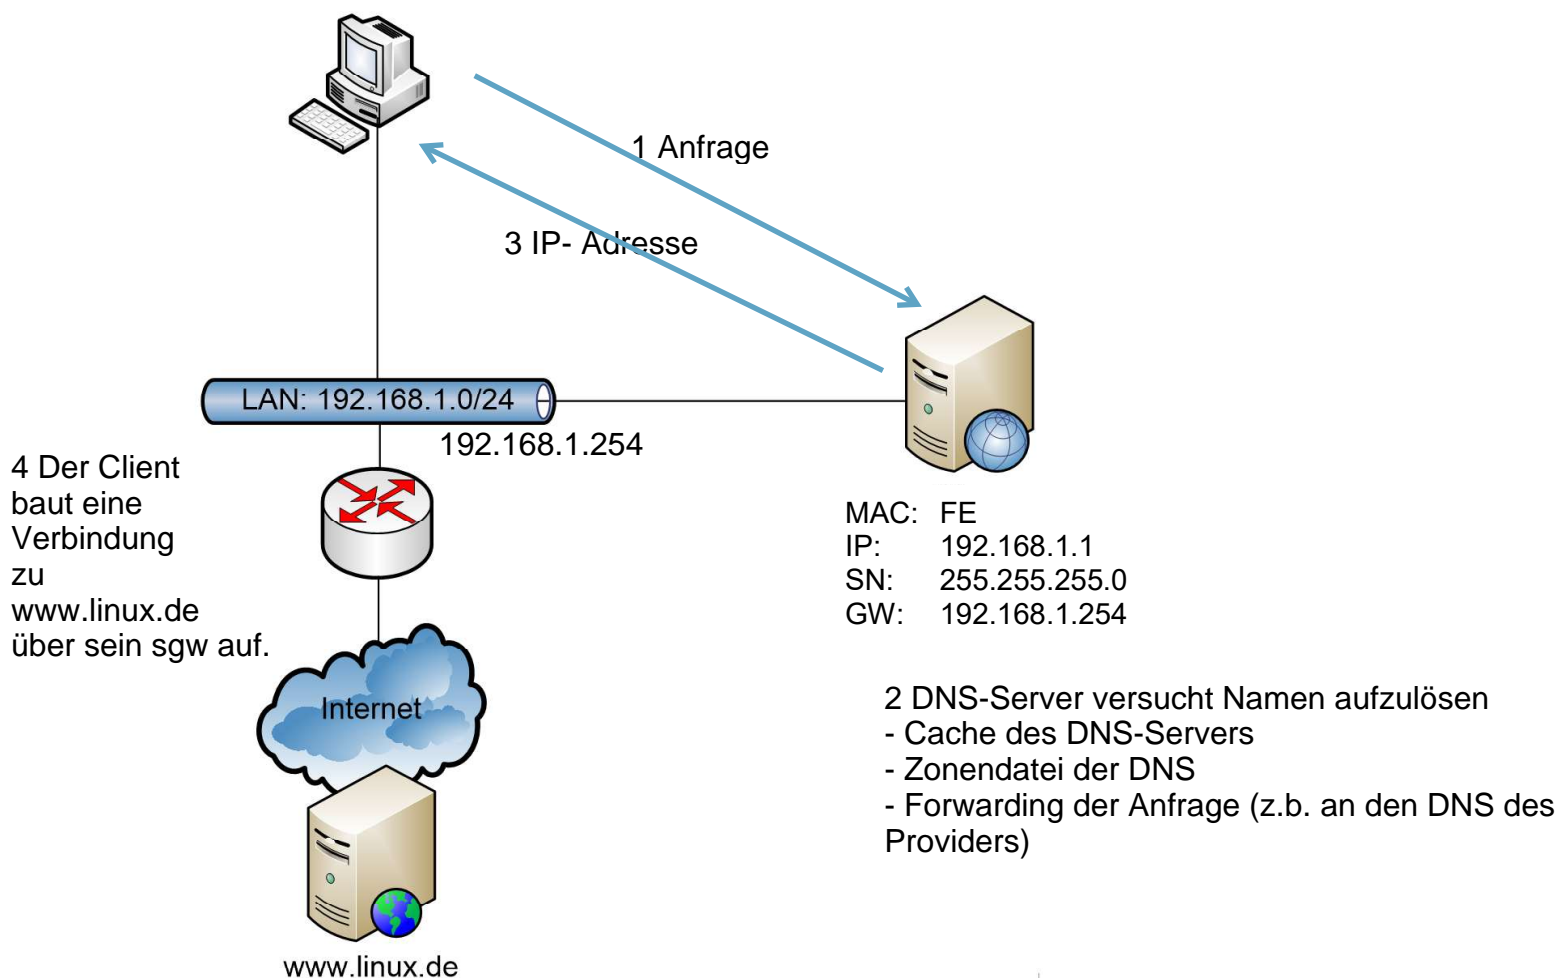 1 Anfrage
3 IP- Adresse
LAN: 192.168.1.0/24
192.168.1.254
4 Der Client
baut eine
Verbindung
zu
www.linux.de
über sein sgw auf.
MAC: FE
IP: 192.168.1.1
SN: 255.255.255.0
GW: 192.168.1.254
Internet
2 DNS-Server versucht Namen aufzulösen
- Cache des DNS-Servers
- Zonendatei der DNS
- Forwarding der Anfrage (z.b. an den DNS des
Providers)
www.linux.de